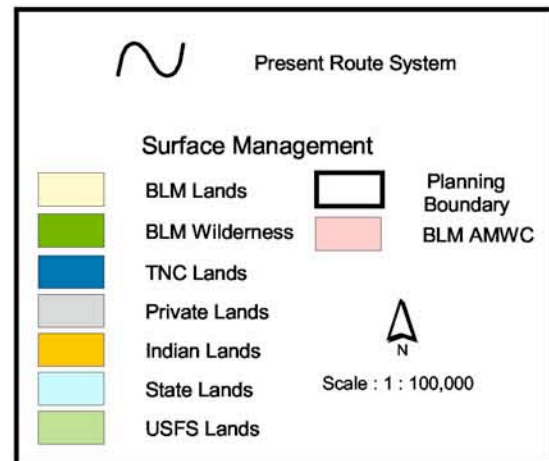 Present Route System
Surface Management
BLM Lands
BLM Wilderness
TNC Lands
Private Lands
Indian Lands
State Lands
USFS Lands
Planning
Boundary
BLM AMWC
N
Scale : 1 : 100,000